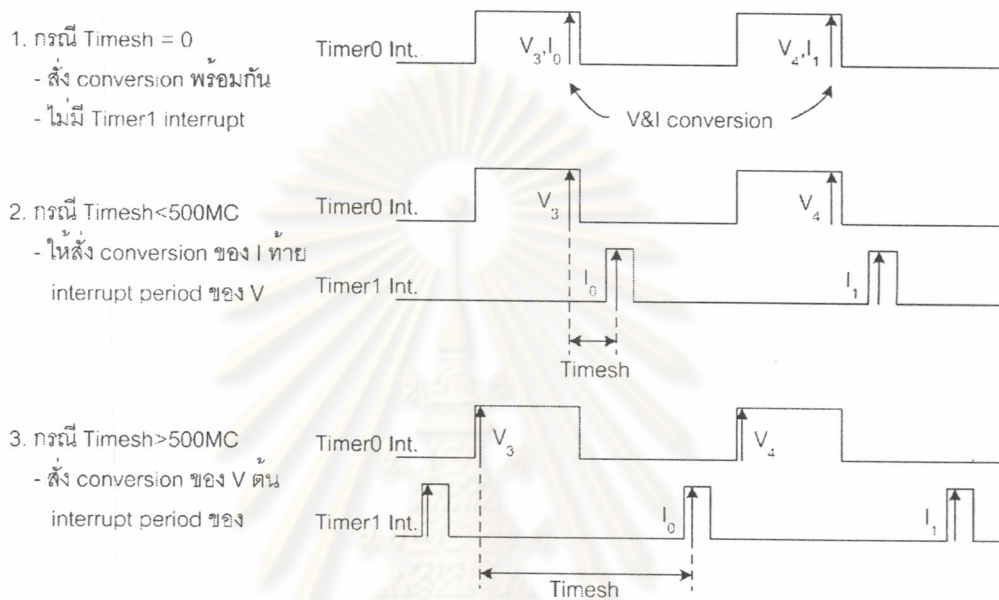 1. กรณี Timesh = 0
- สั่ง conversion พร้อมกัน
- ไม่มี Timer1 interrupt
Timer0 Int.
V3,I0
V4,I1
V&I conversion
2. กรณี Timesh<500MC
- ให้สั่ง conversion ของ I ท้าย
interrupt period ของ V
Timer0 Int.
V3
V4
Timer1 Int.
I0
I1
Timesh
3. กรณี Timesh>500MC
- สั่ง conversion ของ V ต้น
interrupt period ของ
Timer0 Int.
V3
V4
Timer1 Int.
I0
I1
Timesh